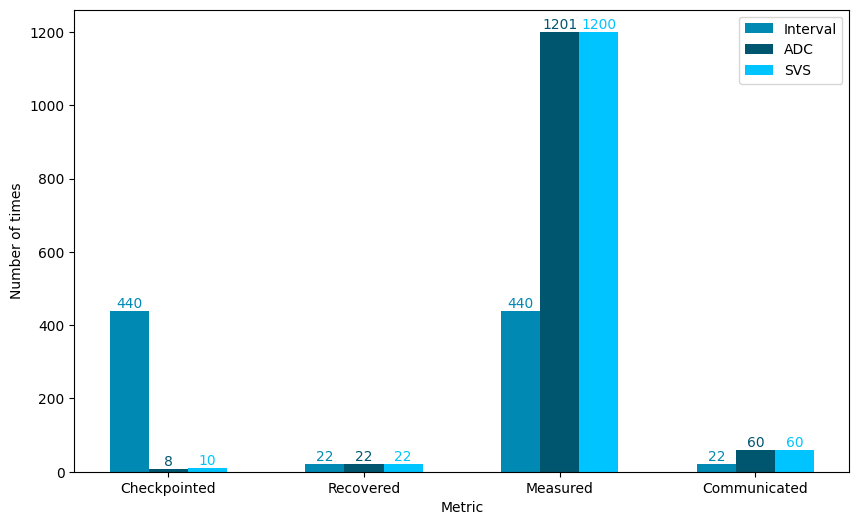 1200
1000
800
600
400
200
0
Number of times
Interval
ADC
SVS
440
8
10
22
22
22
440
1201
1200
22
60
60
Checkpointed
Recovered
Measured
Communicated
Metric